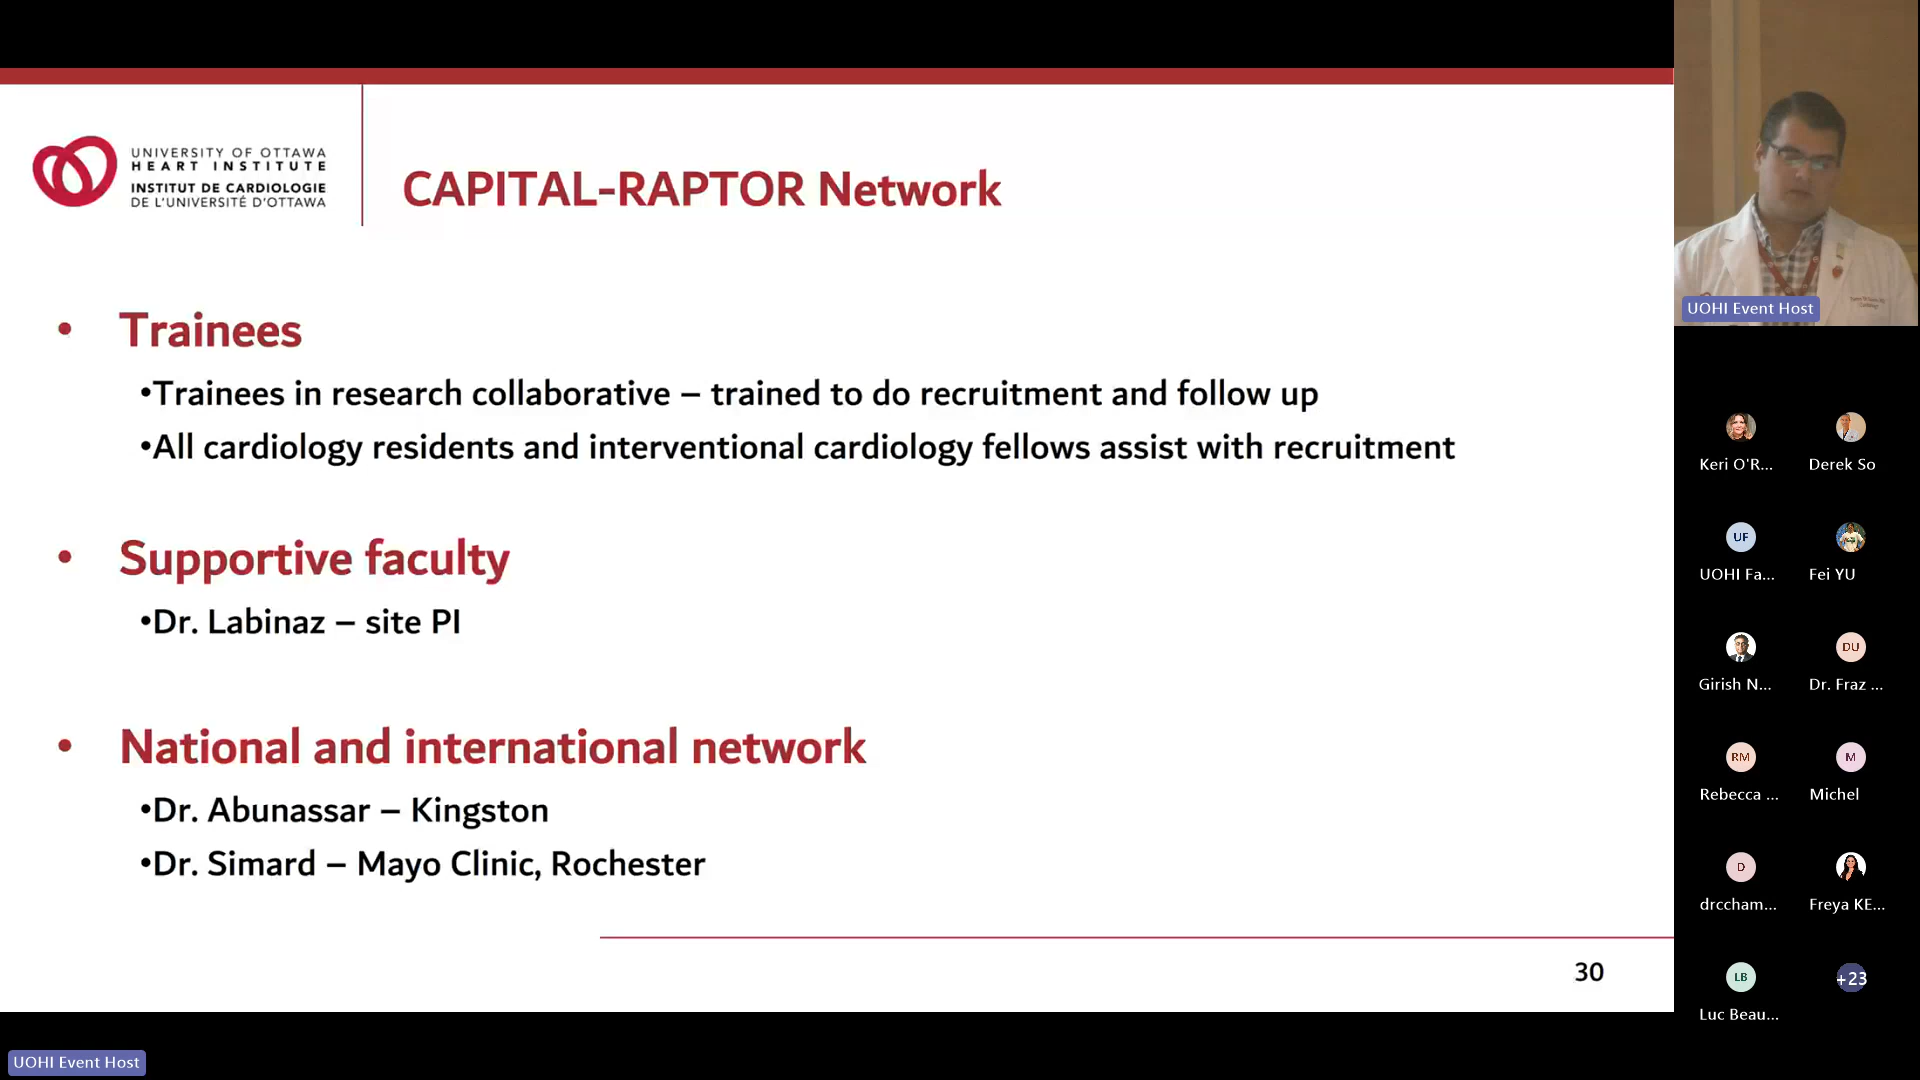 UNIVERSITY OF OTTAWA
HEART INSTITUTE
INSTITUT DE CARDIOLOGIE
DE L'UNIVERSITÉ D'OTTAWA
CAPITAL-RAPTOR Network
• Trainees
•Trainees in research collaborative – trained to do recruitment and follow up
•All cardiology residents and interventional cardiology fellows assist with recruitment
• Supportive faculty
•Dr. Labinaz – site PI
• National and international network
•Dr. Abunassar – Kingston
•Dr. Simard – Mayo Clinic, Rochester
30
UOHI Event Host
UOHI Event Host
Keri O'R...
Derek So
UF
UOHI Fa...
Fei YU
Girish N...
DU
Dr. Fraz ...
RM
Rebecca ...
M
Michel
D
drccham...
Freya KE...
LB
Luc Beau...
+23